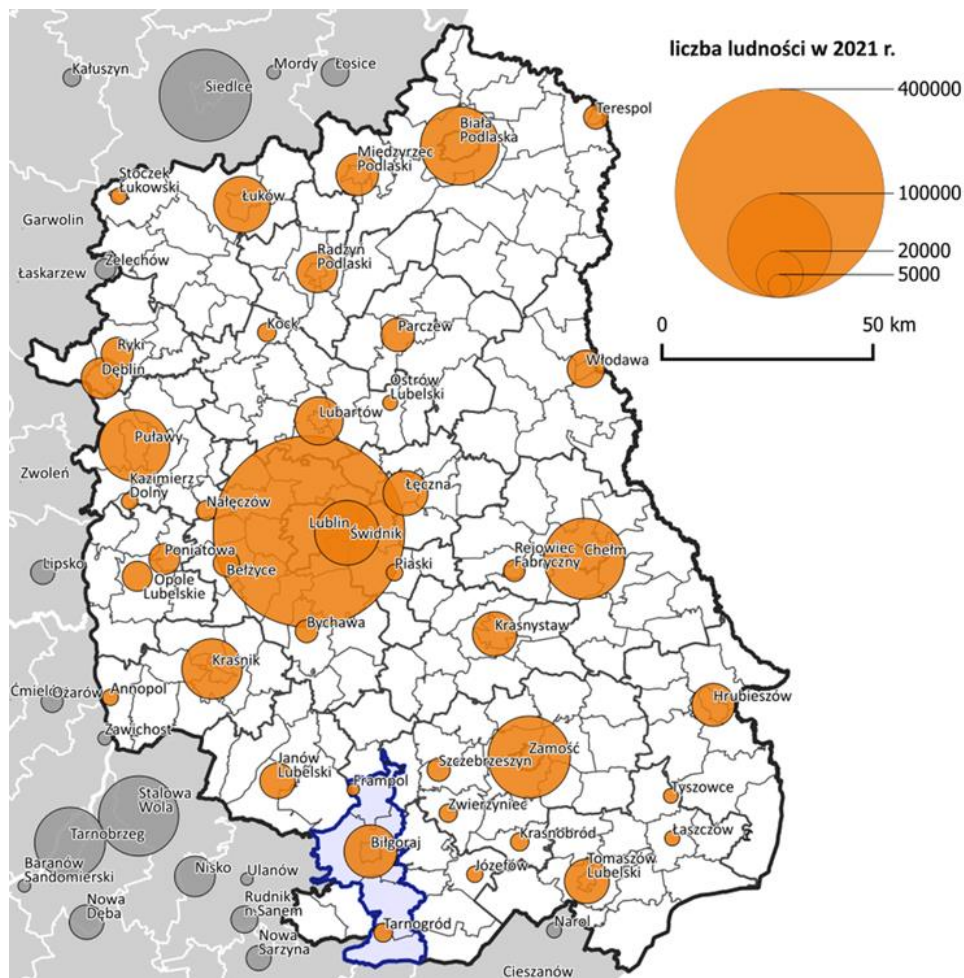 liczba ludności w 2021 r.
400000
100000
20000
5000
0
50 km
Kałuszyn
Mordy
Łosice
Siedlce
Terespol
Biała
Podlaska
Międzyrzec
Podlaski
Stoczek
Łukowski
Łuków
Garwolin
Żelechów
Łaskarzew
Radzyń
Podlaski
Kock
Parczew
Ryki
Dęblin
Włodawa
Ostrów
Lubelski
Lubartów
Puławy
Zwoleń
Kazimierz
Dolny
Nałęczów
Łęczna
Lublin
Świdnik
Lipsko
Poniatowa
Opole
Lubelskie
Bełżyce
Piaski
Rejowiec
Fabryczny
Chełm
Bychawa
Krasnystaw
Kraśnik
Ćmielów
Ożarów
Annopol
Hrubieszów
Zawichost
Janów
Lubelski
Frampol
Szczebrzeszyn
Zamość
Tyszowce
Stalowa
Wola
Zwierzyniec
Tarnobrzeg
Krasnobród
Łaszczów
Biłgoraj
Baranów
Sandomierski
Nisko
Ulanów
Józefów
Tomaszów
Lubelski
Nowa
Dęba
Rudnik
n.Sanem
Tarnogród
Narol
Nowa
Sarzyna
Cieszanów